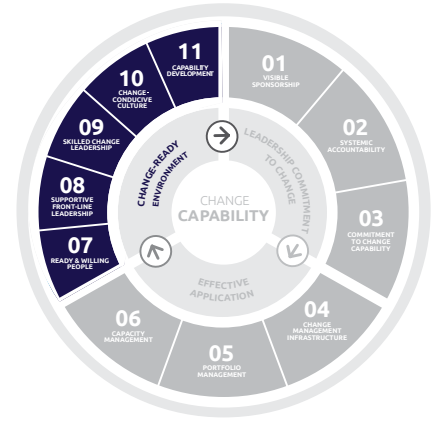 01
VISIBLE
SPONSORSHIP
02
SYSTEMIC
ACCOUNTABILITY
03
COMMITMENT
TO CHANGE
CAPABILITY
04
CHANGE
MANAGEMENT
INFRASTRUCTURE
05
PORTFOLIO
MANAGEMENT
06
CAPACITY
MANAGEMENT
07
READY & WILLING
PEOPLE
08
SUPPORTIVE
FRONT-LINE
LEADERSHIP
09
SKILLED CHANGE
LEADERSHIP
10
CHANGE-
CONDUCIVE
CULTURE
11
CAPABILITY
DEVELOPMENT
LEADERSHIP COMMITMENT
TO CHANGE
EFFECTIVE
APPLICATION
CHANGE-READY
ENVIRONMENT
CHANGE
CAPABILITY